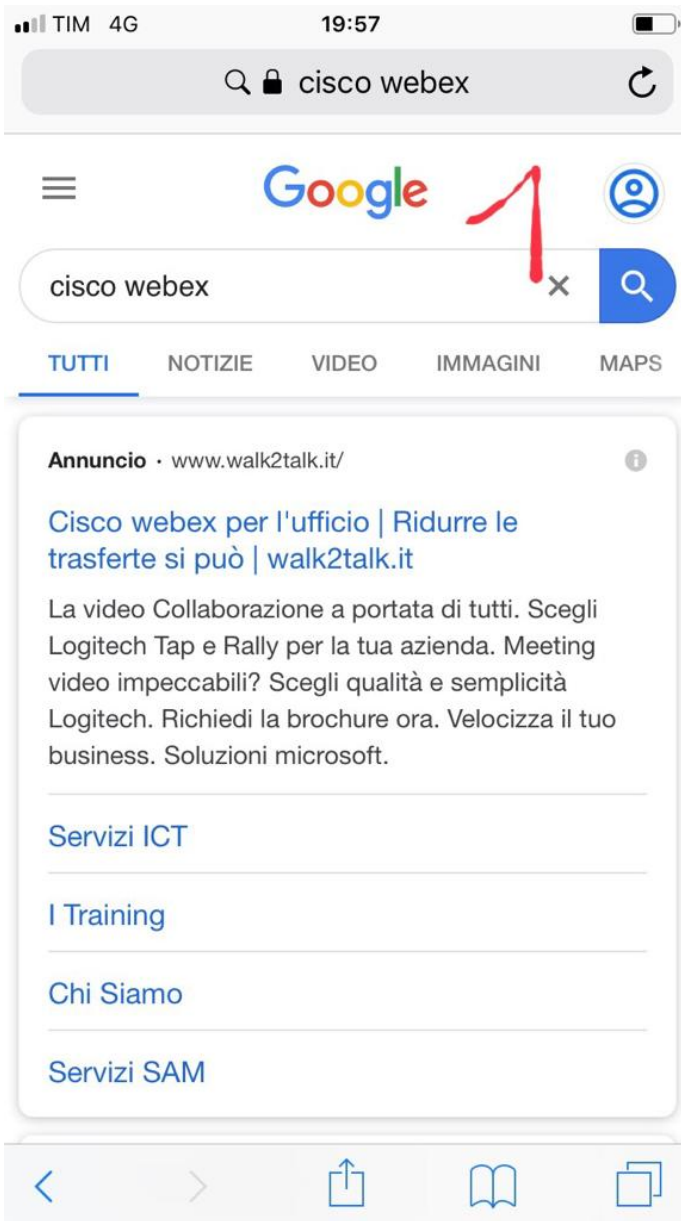 TIM 4G 19:57
cisco webex
Google 1
cisco webex
TUTTI NOTIZIE VIDEO IMMAGINI MAPS
Annuncio · www.walk2talk.it/
Cisco webex per l'ufficio | Ridurre le
trasferte si può | walk2talk.it
La video Collaborazione a portata di tutti. Scegli
Logitech Tap e Rally per la tua azienda. Meeting
video impeccabili? Scegli qualità e semplicità
Logitech. Richiedi la brochure ora. Velocizza il tuo
business. Soluzioni microsoft.
Servizi ICT
I Training
Chi Siamo
Servizi SAM